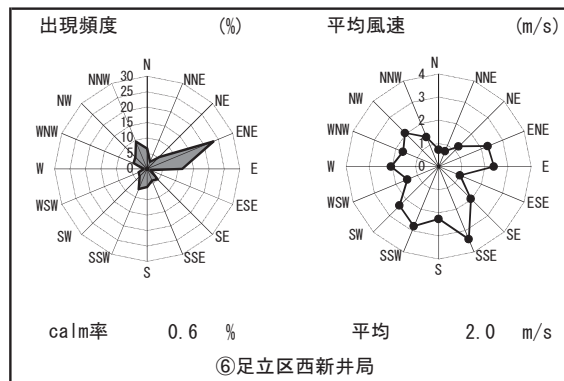 出現頻度 (%)
平均風速 (m/s)
N
NNW NNE
NW NE
WNW ENE
W E
WSW ESE
SW SE
SSW SSE
S
30
25
20
15
10
5
0
N
NNW NNE
NW NE
WNW ENE
W E
WSW ESE
SW SE
SSW SSE
S
4
3
2
1
0
calm率 0.6 %
平均 2.0 m/s
⑥足立区西新井局